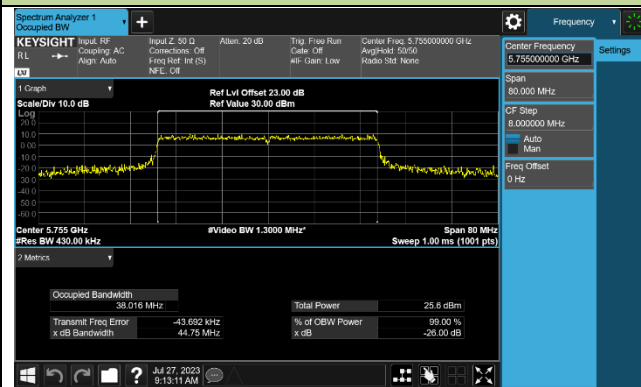 Spectrum Analyzer 1
Occupied BW
+
Frequency
KEYSIGHT
RL
LXI
Input: RF
Coupling: AC
Align: Auto
Input Z: 50 Ω
Corrections: Off
Freq Ref: Int (S)
NFE: Off
Atten: 20 dB
Trig: Free Run
Gate: Off
#IF Gain: Low
Center Freq: 5.755000000 GHz
Avg|Hold: 50/50
Radio Std: None
Center Frequency
5.755000000 GHz
Settings
Span
80.000 MHz
CF Step
8.000000 MHz
Auto
Man
Freq Offset
0 Hz
1 Graph
Scale/Div 10.0 dB
Ref Lvl Offset 23.00 dB
Ref Value 30.00 dBm
Log
20.0
10.0
0.00
-10.0
-20.0
-30.0
-40.0
-50.0
-60.0
Center 5.755 GHz
#Video BW 1.3000 MHz*
Span 80 MHz
#Res BW 430.00 kHz
Sweep 1.00 ms (1001 pts)
2 Metrics
Occupied Bandwidth
38.016 MHz
Total Power 25.6 dBm
Transmit Freq Error -43.692 kHz
% of OBW Power 99.00 %
x dB Bandwidth 44.75 MHz
x dB -26.00 dB
?
Jul 27, 2023
9:13:11 AM